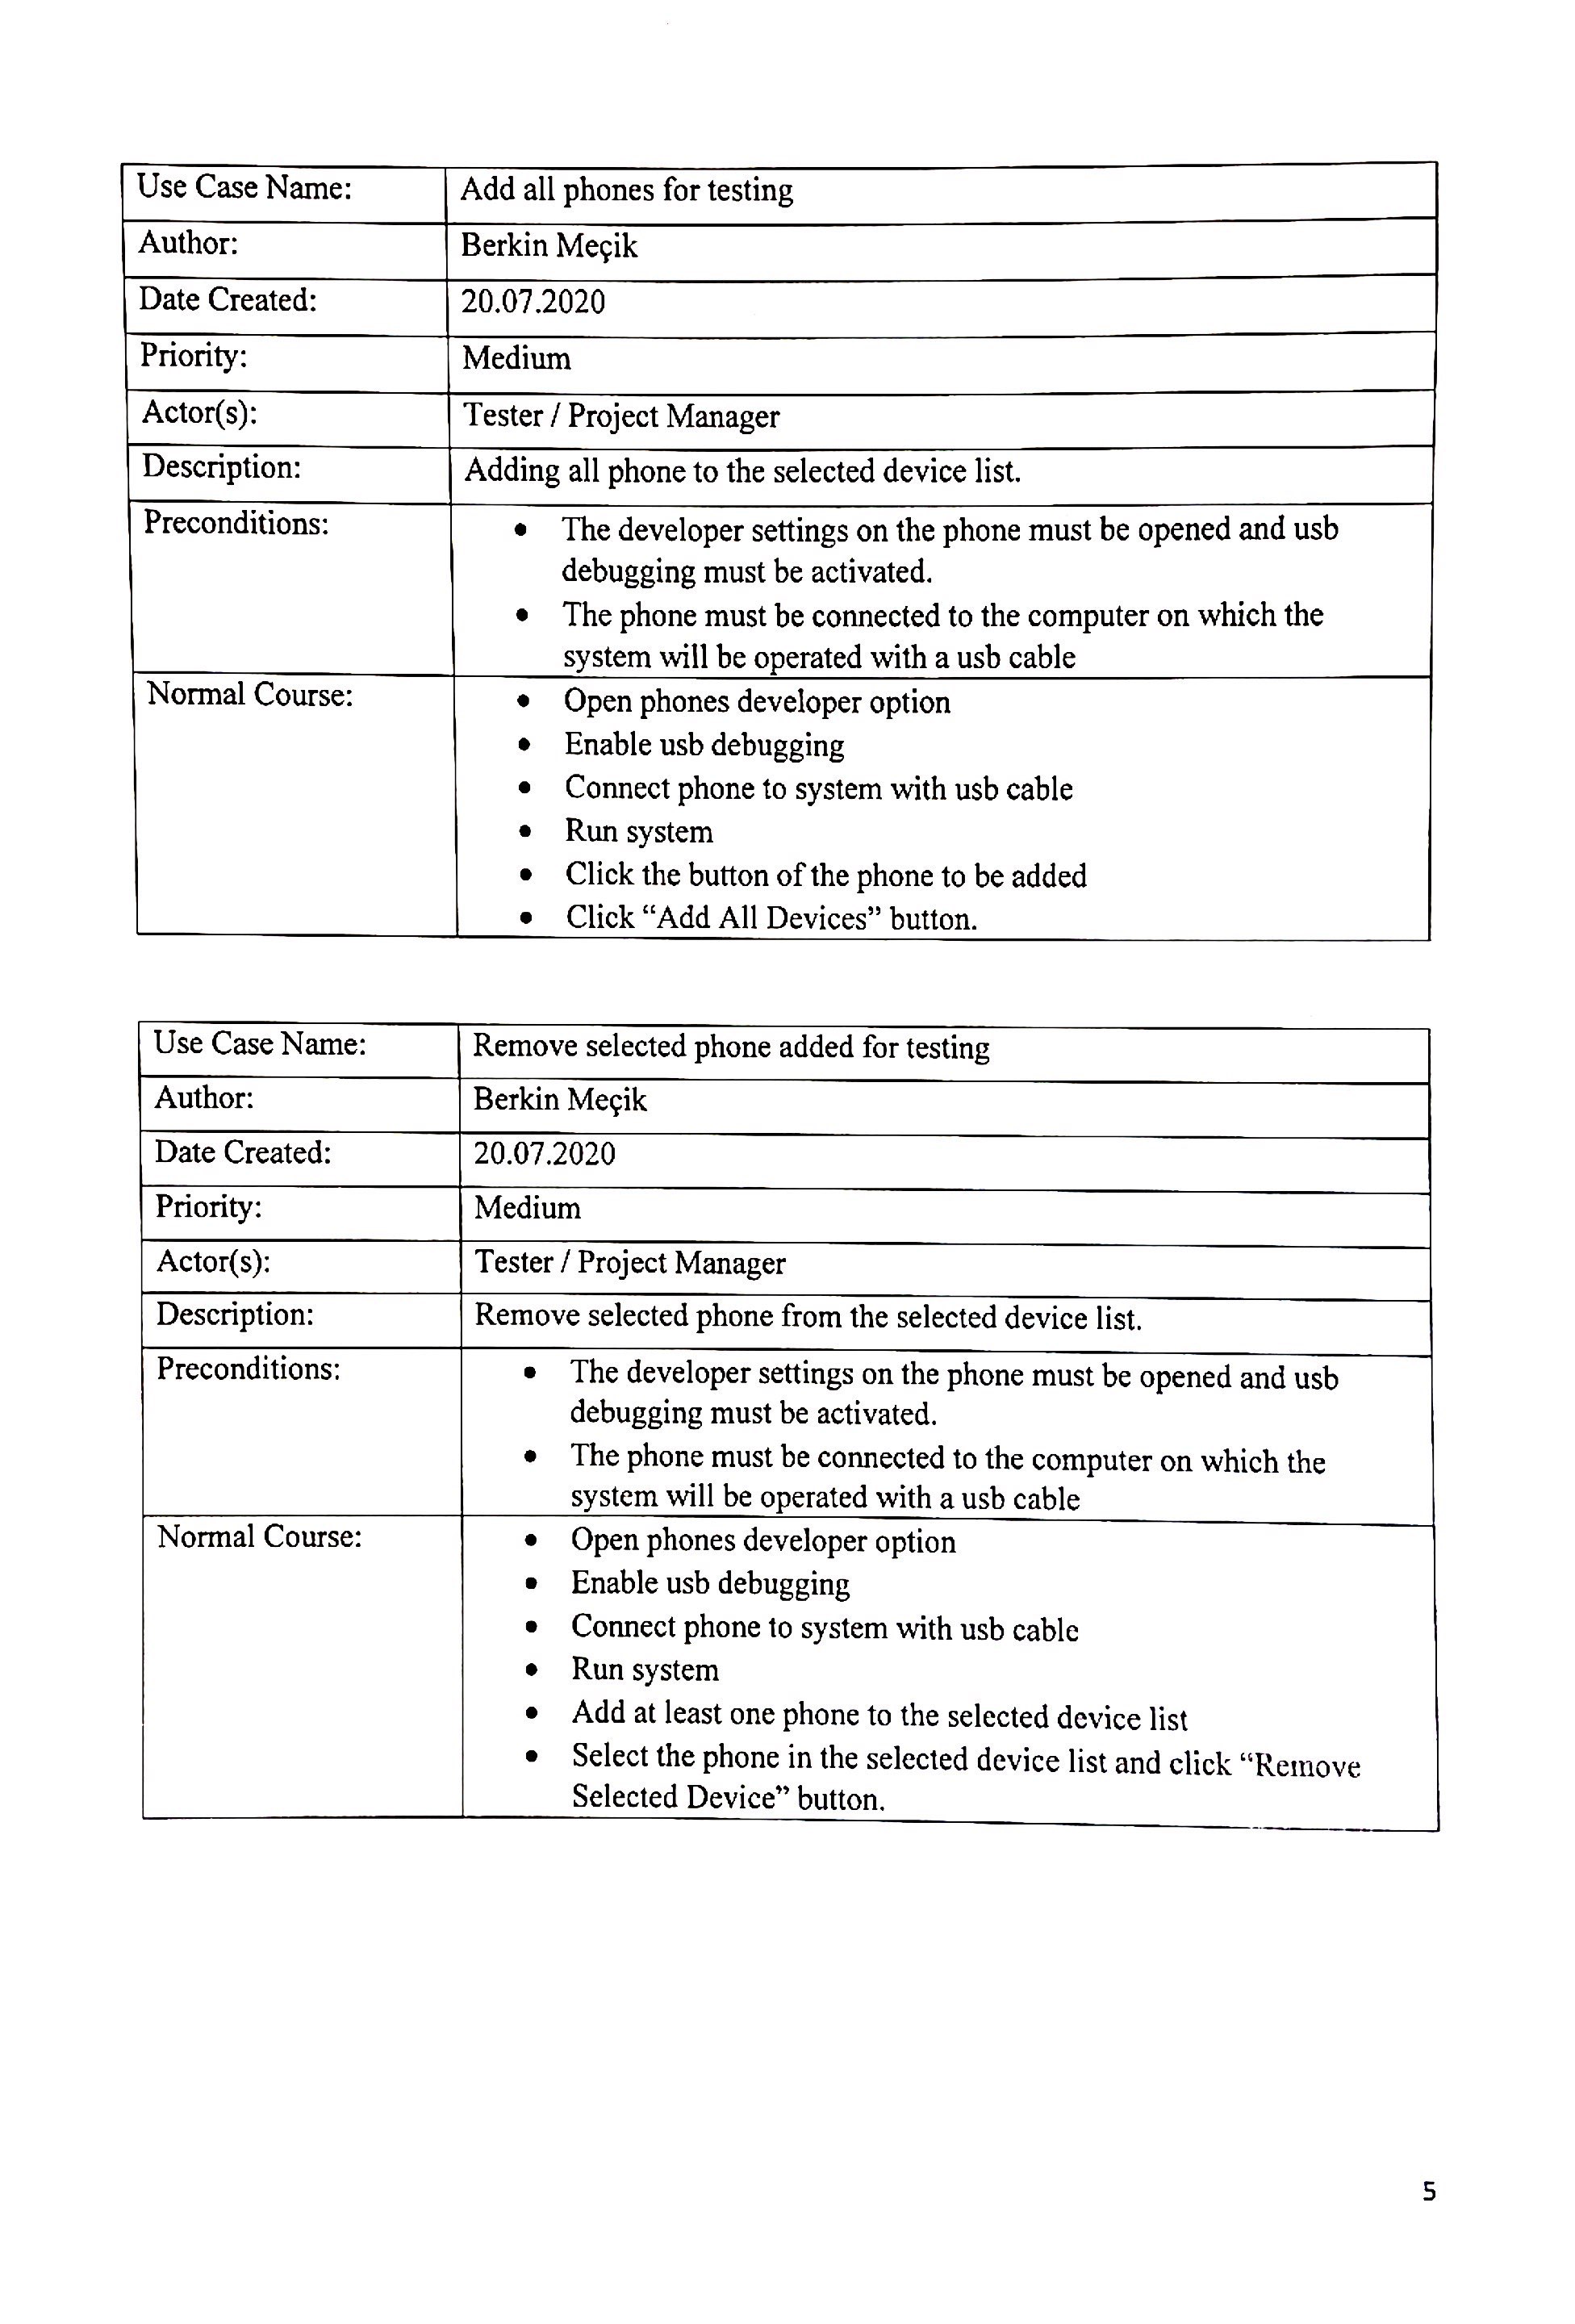 Use Case Name: Add all phones for testing
Author: Berkin Meçik
Date Created: 20.07.2020
Priority: Medium
Actor(s): Tester / Project Manager
Description: Adding all phone to the selected device list.
Preconditions: • The developer settings on the phone must be opened and usb
debugging must be activated.
• The phone must be connected to the computer on which the
system will be operated with a usb cable
Normal Course: • Open phones developer option
• Enable usb debugging
• Connect phone to system with usb cable
• Run system
• Click the button of the phone to be added
• Click “Add All Devices” button.
Use Case Name: Remove selected phone added for testing
Author: Berkin Meçik
Date Created: 20.07.2020
Priority: Medium
Actor(s): Tester / Project Manager
Description: Remove selected phone from the selected device list.
Preconditions: • The developer settings on the phone must be opened and usb
debugging must be activated.
• The phone must be connected to the computer on which the
system will be operated with a usb cable
Normal Course: • Open phones developer option
• Enable usb debugging
• Connect phone to system with usb cable
• Run system
• Add at least one phone to the selected device list
• Select the phone in the selected device list and click “Remove
Selected Device” button.
5